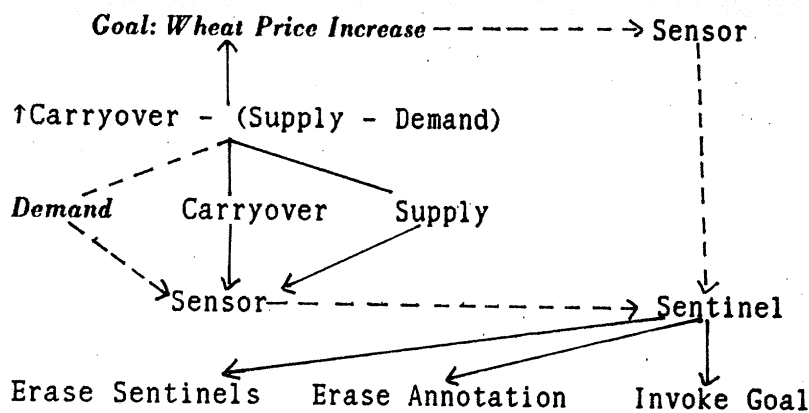 Goal: Wheat Price Increase Sensor
↑Carryover - (Supply - Demand)
Demand Carryover Supply
Sensor Sentinel
Erase Sentinels Erase Annotation Invoke Goal